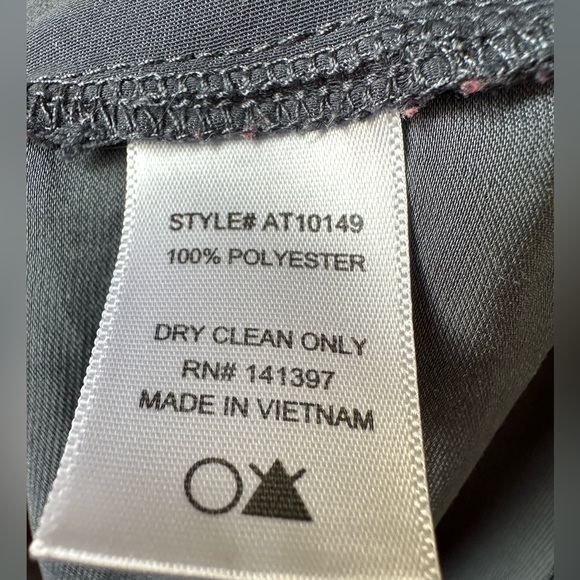 STYLE# AT10149
100% POLYESTER
DRY CLEAN ONLY
RN# 141397
MADE IN VIETNAM